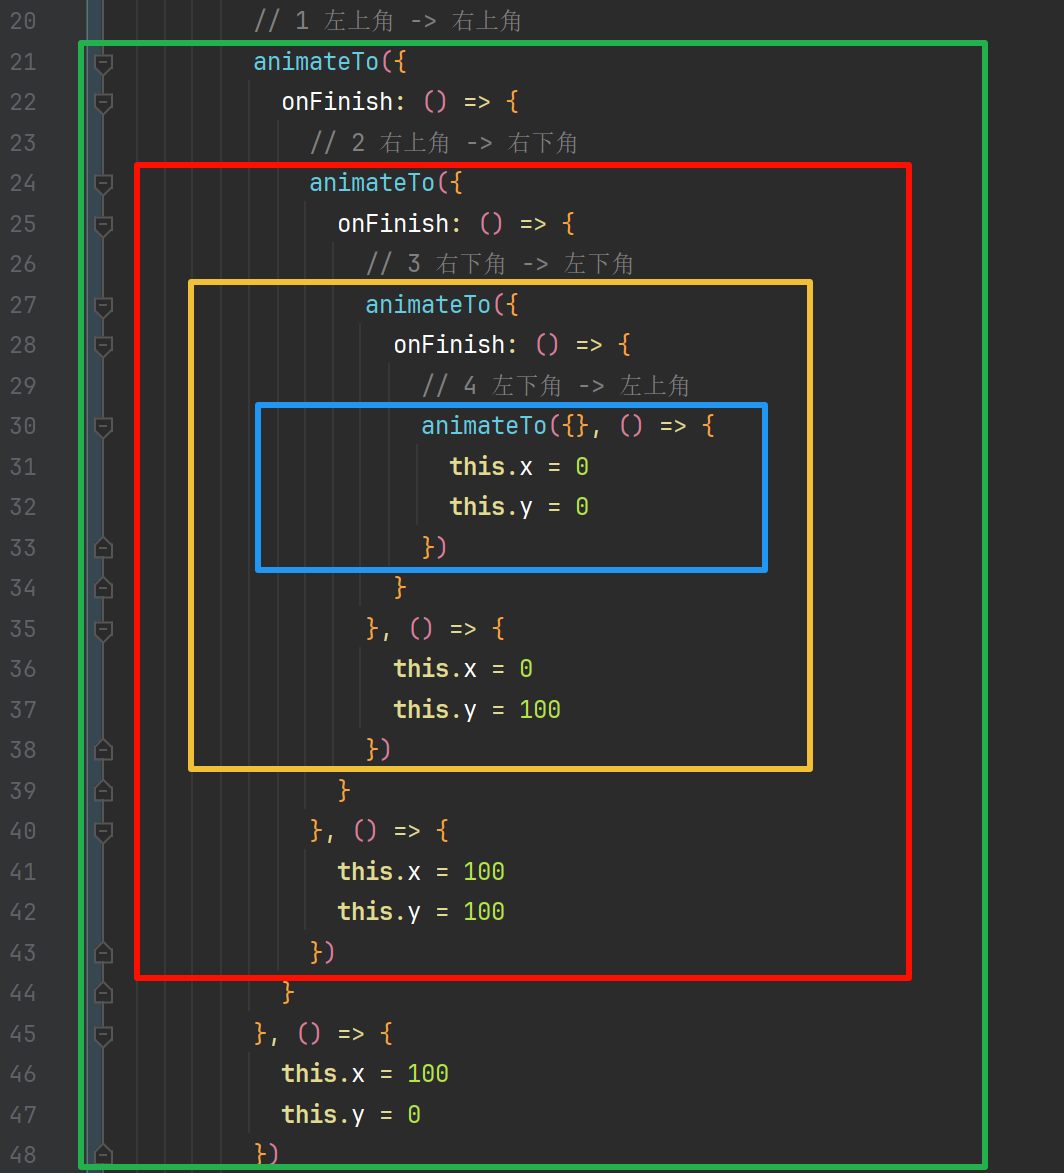 20 // 1 左上角 -> 右上角
21 animateTo({
22 onFinish: () => {
23 // 2 右上角 -> 右下角
24 animateTo({
25 onFinish: () => {
26 // 3 右下角 -> 左下角
27 animateTo({
28 onFinish: () => {
29 // 4 左下角 -> 左上角
30 animateTo({}, () => {
31 this.x = 0
32 this.y = 0
33 })
34 }
35 }, () => {
36 this.x = 0
37 this.y = 100
38 })
39 }
40 }, () => {
41 this.x = 100
42 this.y = 100
43 })
44 }
45 }, () => {
46 this.x = 100
47 this.y = 0
48 })